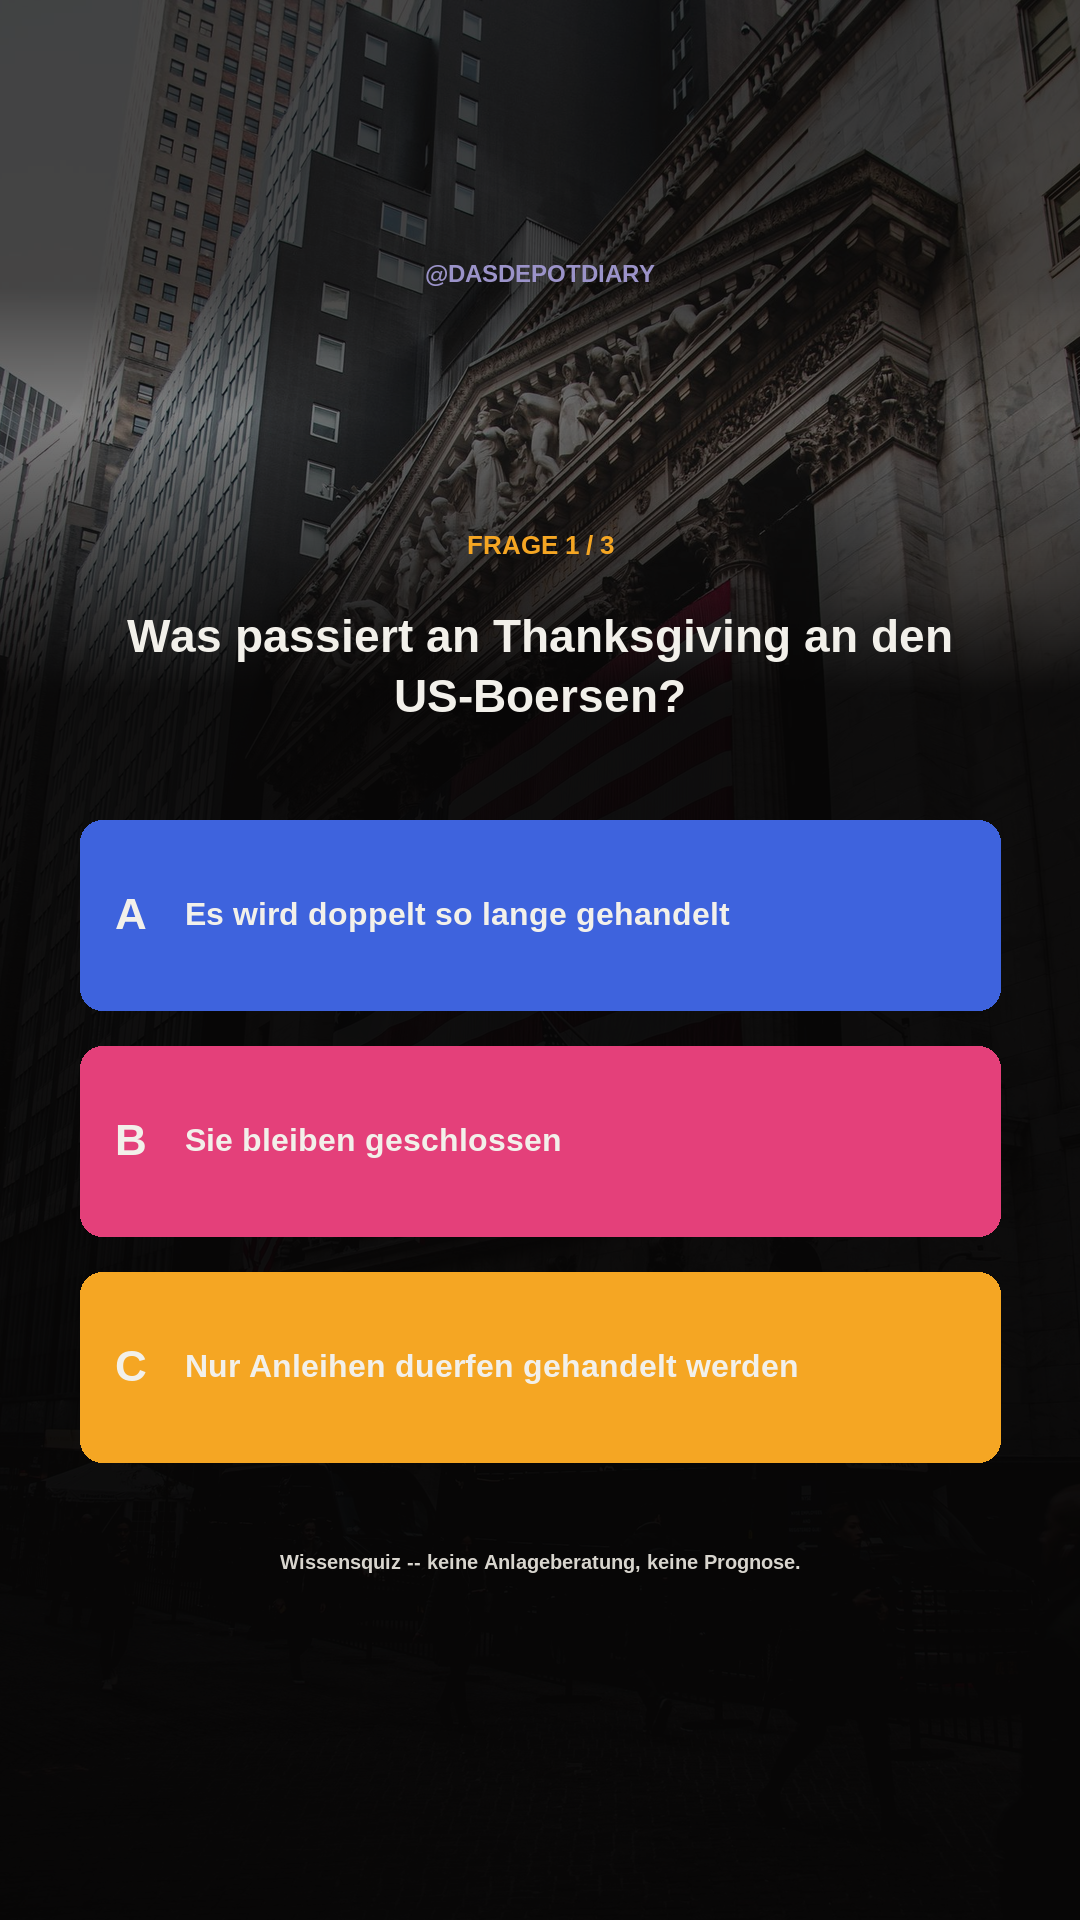 @DASDEPOTDIARY
FRAGE 1 / 3
Was passiert an Thanksgiving an den
US-Boersen?
A Es wird doppelt so lange gehandelt
B Sie bleiben geschlossen
C Nur Anleihen duerfen gehandelt werden
Wissensquiz -- keine Anlageberatung, keine Prognose.